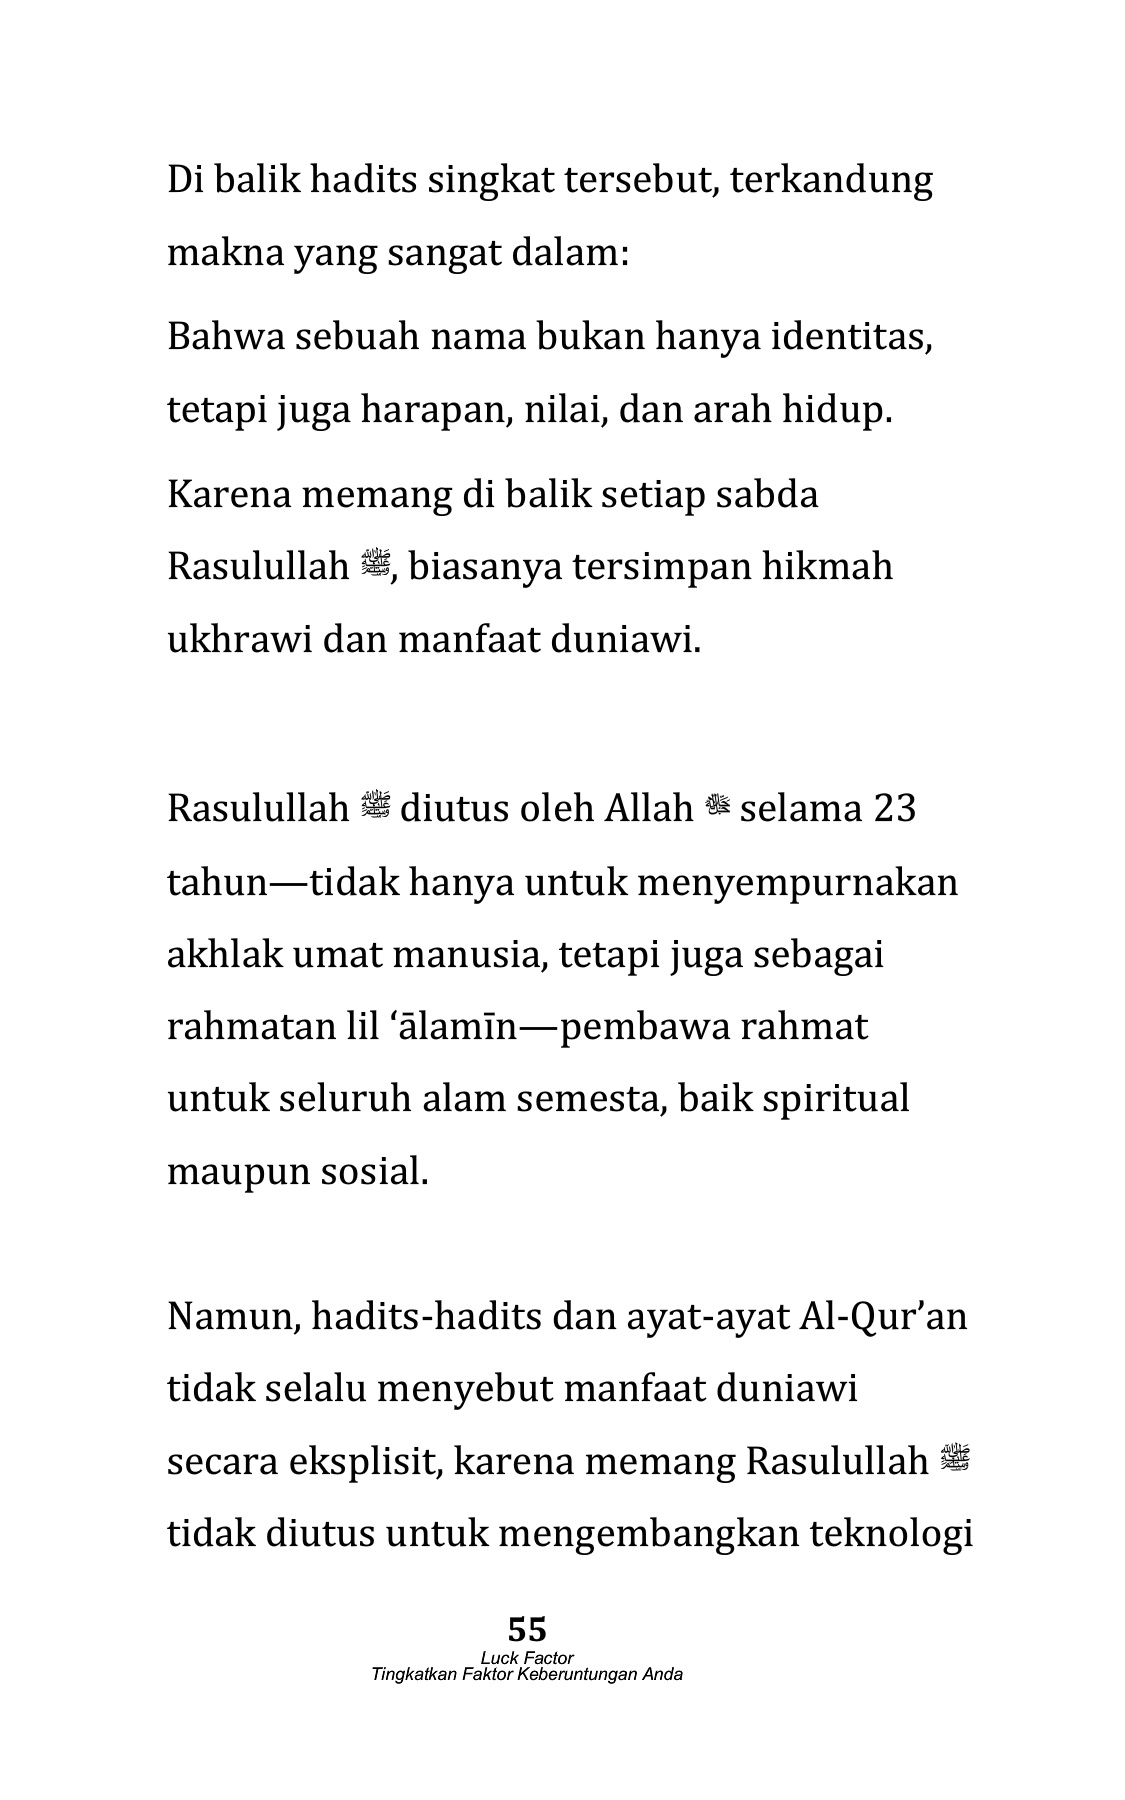 Di balik hadits singkat tersebut, terkandung
makna yang sangat dalam:
Bahwa sebuah nama bukan hanya identitas,
tetapi juga harapan, nilai, dan arah hidup.
Karena memang di balik setiap sabda
Rasulullah ﷺ, biasanya tersimpan hikmah
ukhrawi dan manfaat duniawi.
Rasulullah ﷺ diutus oleh Allah ﷻ selama 23
tahun—tidak hanya untuk menyempurnakan
akhlak umat manusia, tetapi juga sebagai
rahmatan lil ‘ālamīn—pembawa rahmat
untuk seluruh alam semesta, baik spiritual
maupun sosial.
Namun, hadits-hadits dan ayat-ayat Al-Qur’an
tidak selalu menyebut manfaat duniawi
secara eksplisit, karena memang Rasulullah ﷺ
tidak diutus untuk mengembangkan teknologi
55
Luck Factor
Tingkatkan Faktor Keberuntungan Anda